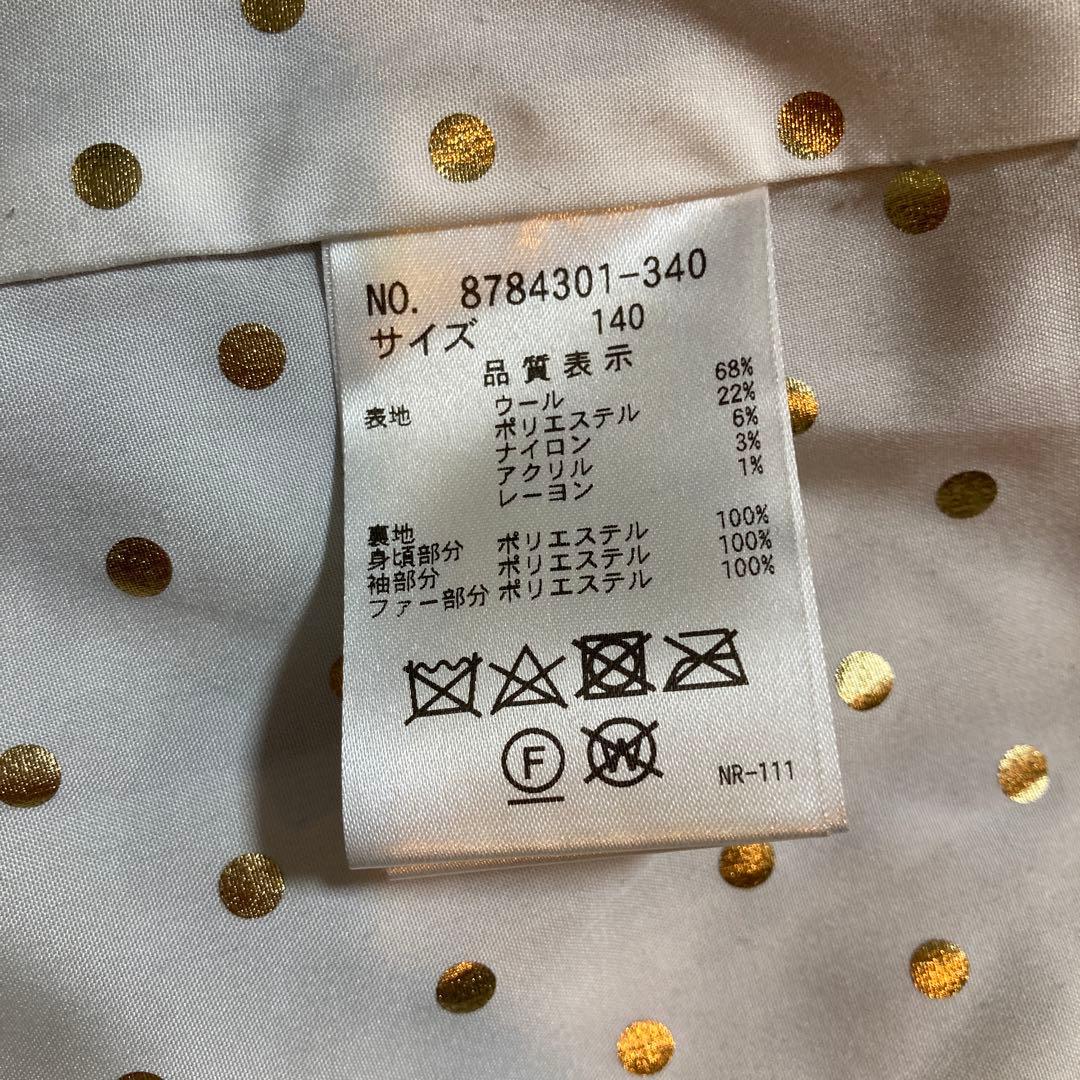 NO. 8784301-340
サイズ 140
品質表示
表地 ウール 68%
ポリエステル 22%
ナイロン 6%
アクリル 3%
レーヨン 1%
裏地
身頃部分 ポリエステル 100%
袖部分 ポリエステル 100%
ファー部分 ポリエステル 100%
F W
NR-111